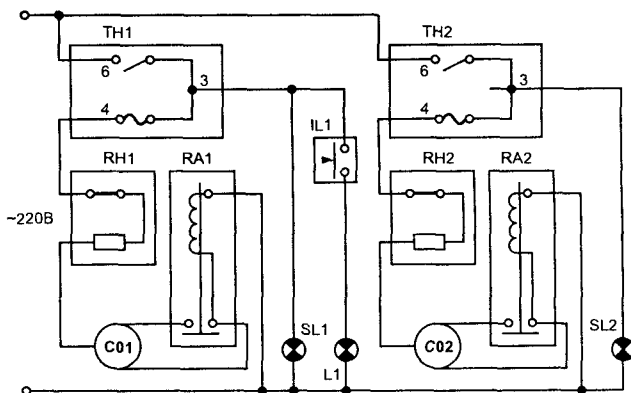 TH1
TH2
6
3
4
6
3
4
IL1
RH1
RA1
RH2
RA2
~220В
C01
SL1
L1
C02
SL2